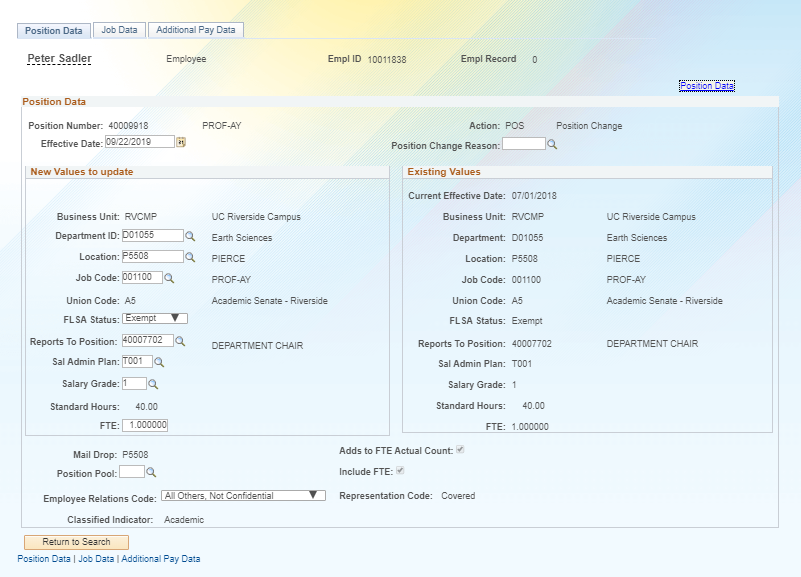 Position Data Job Data Additional Pay Data
Peter Sadler Employee Empl ID 10011838 Empl Record 0
Position Data
Position Data
Position Number: 40009918 PROF-AY Action: POS Position Change
Effective Date: 09/22/2019 Position Change Reason:
New Values to update
Business Unit: RVCMP UC Riverside Campus
Department ID: D01055 Earth Sciences
Location: P5508 PIERCE
Job Code: 001100 PROF-AY
Union Code: A5 Academic Senate - Riverside
FLSA Status: Exempt
Reports To Position: 40007702 DEPARTMENT CHAIR
Sal Admin Plan: T001
Salary Grade: 1
Standard Hours: 40.00
FTE: 1.000000
Existing Values
Current Effective Date: 07/01/2018
Business Unit: RVCMP UC Riverside Campus
Department: D01055 Earth Sciences
Location: P5508 PIERCE
Job Code: 001100 PROF-AY
Union Code: A5 Academic Senate - Riverside
FLSA Status: Exempt
Reports To Position: 40007702 DEPARTMENT CHAIR
Sal Admin Plan: T001
Salary Grade: 1
Standard Hours: 40.00
FTE: 1.000000
Mail Drop: P5508 Adds to FTE Actual Count:
Position Pool: Include FTE:
Employee Relations Code: All Others, Not Confidential Representation Code: Covered
Classified Indicator: Academic
Return to Search
Position Data | Job Data | Additional Pay Data